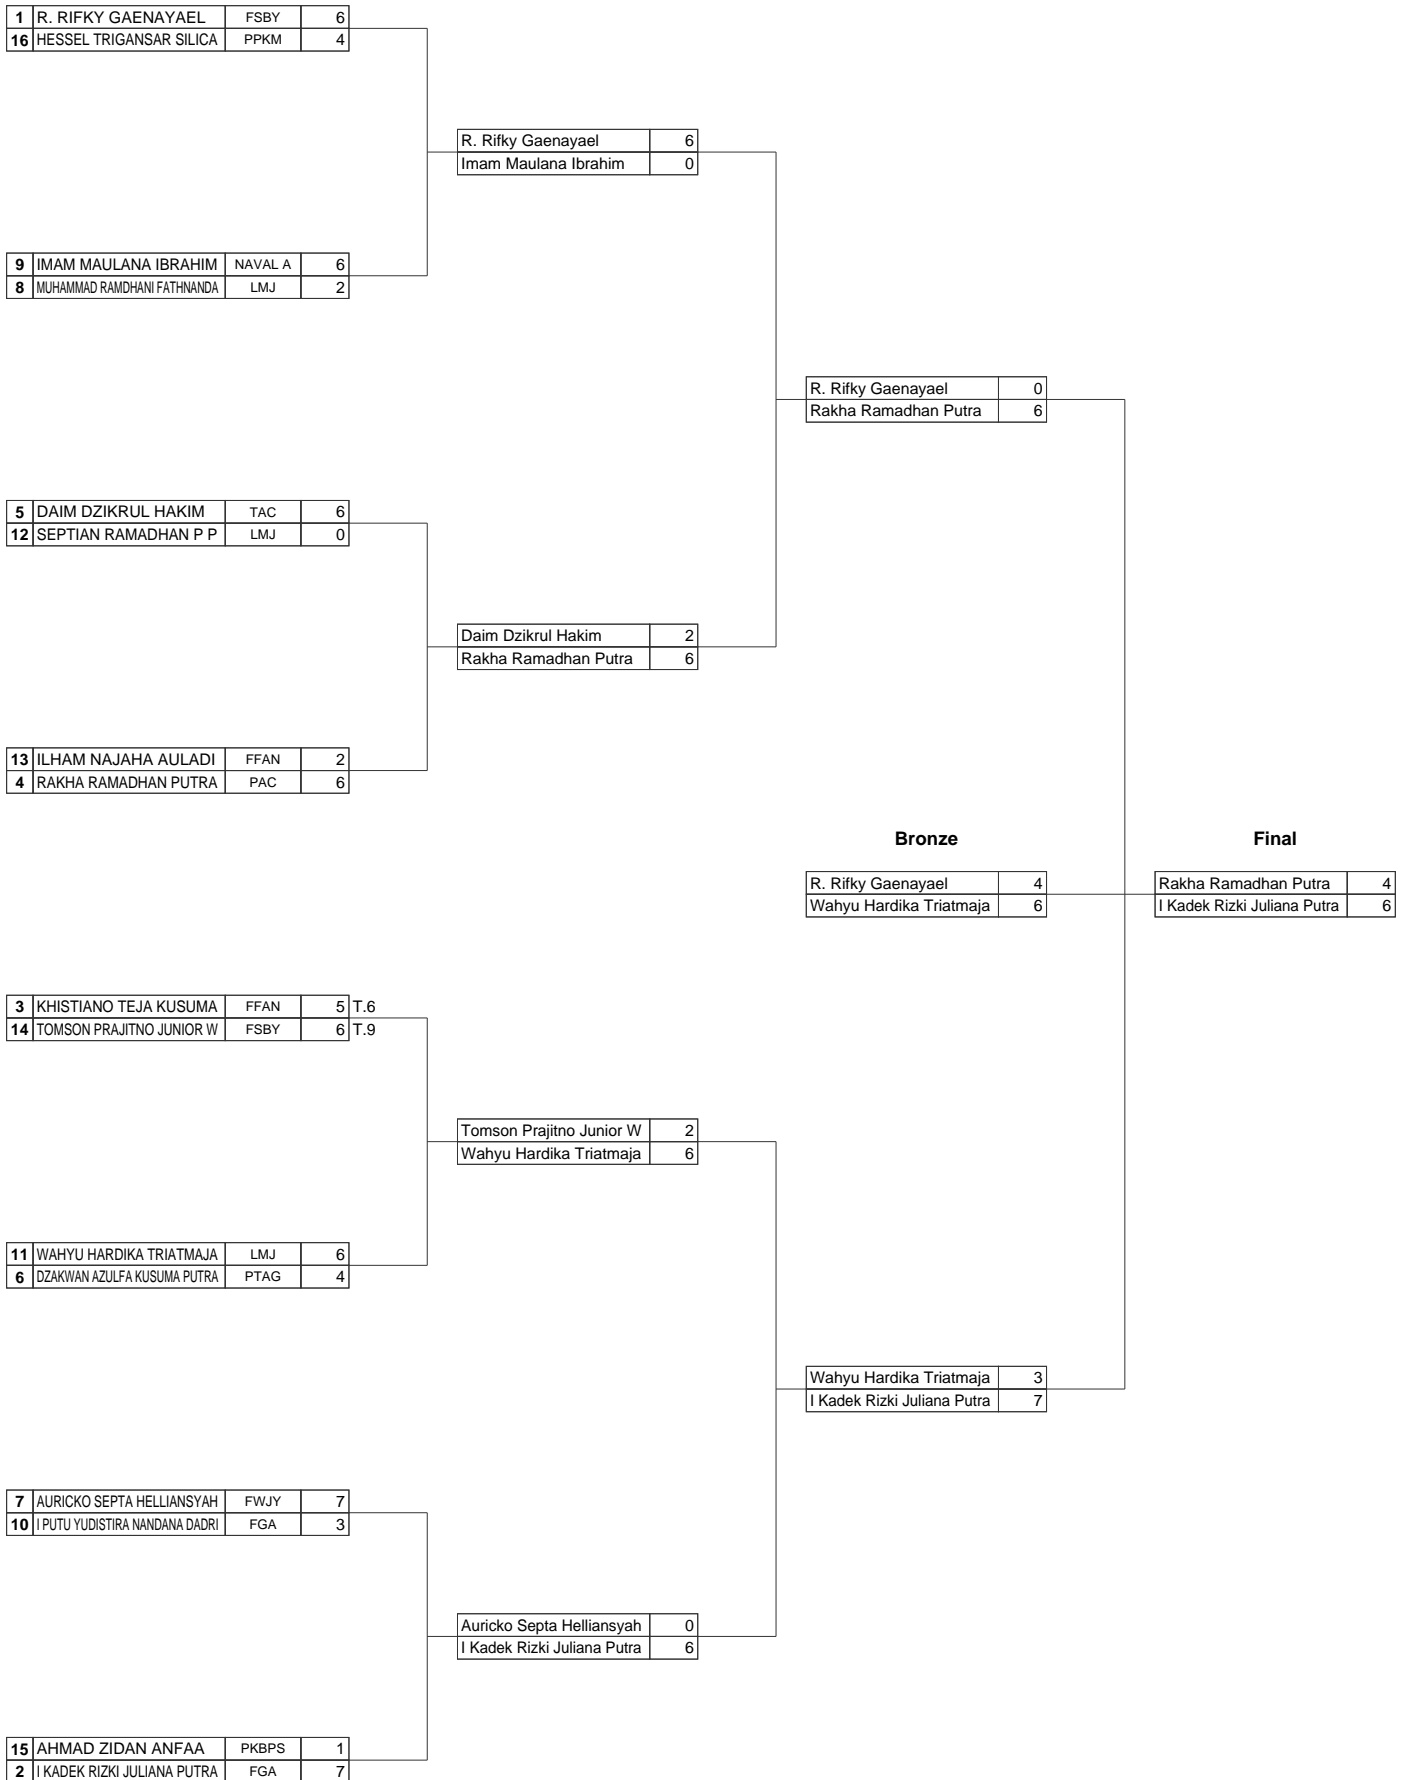 1 R. RIFKY GAENAYAEL FSBY 6
16 HESSEL TRIGANSAR SILICA PPKM 4
R. Rifky Gaenayael 6
Imam Maulana Ibrahim 0
9 IMAM MAULANA IBRAHIM NAVAL A 6
8 MUHAMMAD RAMDHANI FATHNANDA LMJ 2
R. Rifky Gaenayael 0
Rakha Ramadhan Putra 6
5 DAIM DZIKRUL HAKIM TAC 6
12 SEPTIAN RAMADHAN P P LMJ 0
Daim Dzikrul Hakim 2
Rakha Ramadhan Putra 6
13 ILHAM NAJAHA AULADI FFAN 2
4 RAKHA RAMADHAN PUTRA PAC 6
Bronze Final
R. Rifky Gaenayael 4 Rakha Ramadhan Putra 4
Wahyu Hardika Triatmaja 6 I Kadek Rizki Juliana Putra 6
3 KHISTIANO TEJA KUSUMA FFAN 5 T.6
14 TOMSON PRAJITNO JUNIOR W FSBY 6 T.9
Tomson Prajitno Junior W 2
Wahyu Hardika Triatmaja 6
11 WAHYU HARDIKA TRIATMAJA LMJ 6
6 DZAKWAN AZULFA KUSUMA PUTRA PTAG 4
Wahyu Hardika Triatmaja 3
I Kadek Rizki Juliana Putra 7
7 AURICKO SEPTA HELLIANSYAH FWJY 7
10 I PUTU YUDISTIRA NANDANA DADRI FGA 3
Auricko Septa Helliansyah 0
I Kadek Rizki Juliana Putra 6
15 AHMAD ZIDAN ANFAA PKBPS 1
2 I KADEK RIZKI JULIANA PUTRA FGA 7